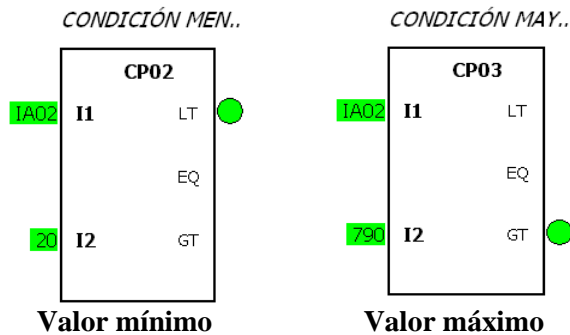 CONDICIÓN MEN..
CONDICIÓN MAY..
CP02
IA02 I1 LT
EQ
20 I2 GT
CP03
IA02 I1 LT
EQ
790 I2 GT
Valor mínimo
Valor máximo